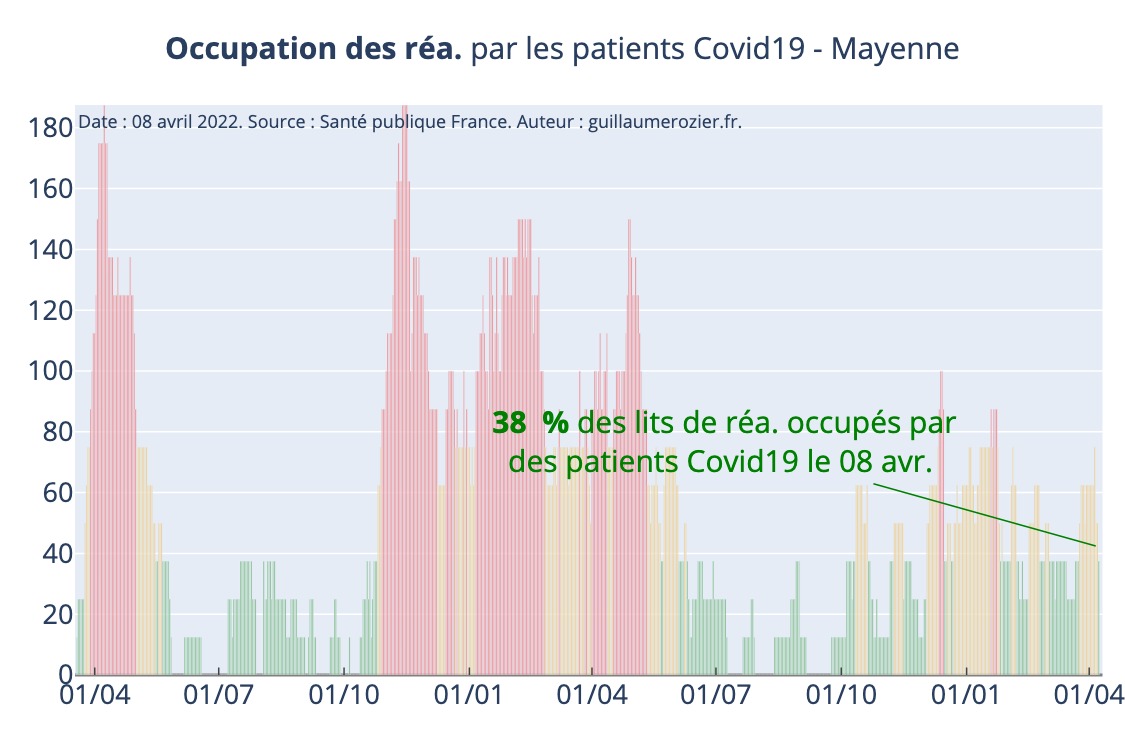 Occupation des réa. par les patients Covid19 - Mayenne
180
Date : 08 avril 2022. Source : Santé publique France. Auteur : guillaumerozier.fr.
160
140
120
100
80
60
40
20
0
38 % des lits de réa. occupés par
des patients Covid19 le 08 avr.
01/04 01/07 01/10 01/01 01/04 01/07 01/10 01/01 01/04